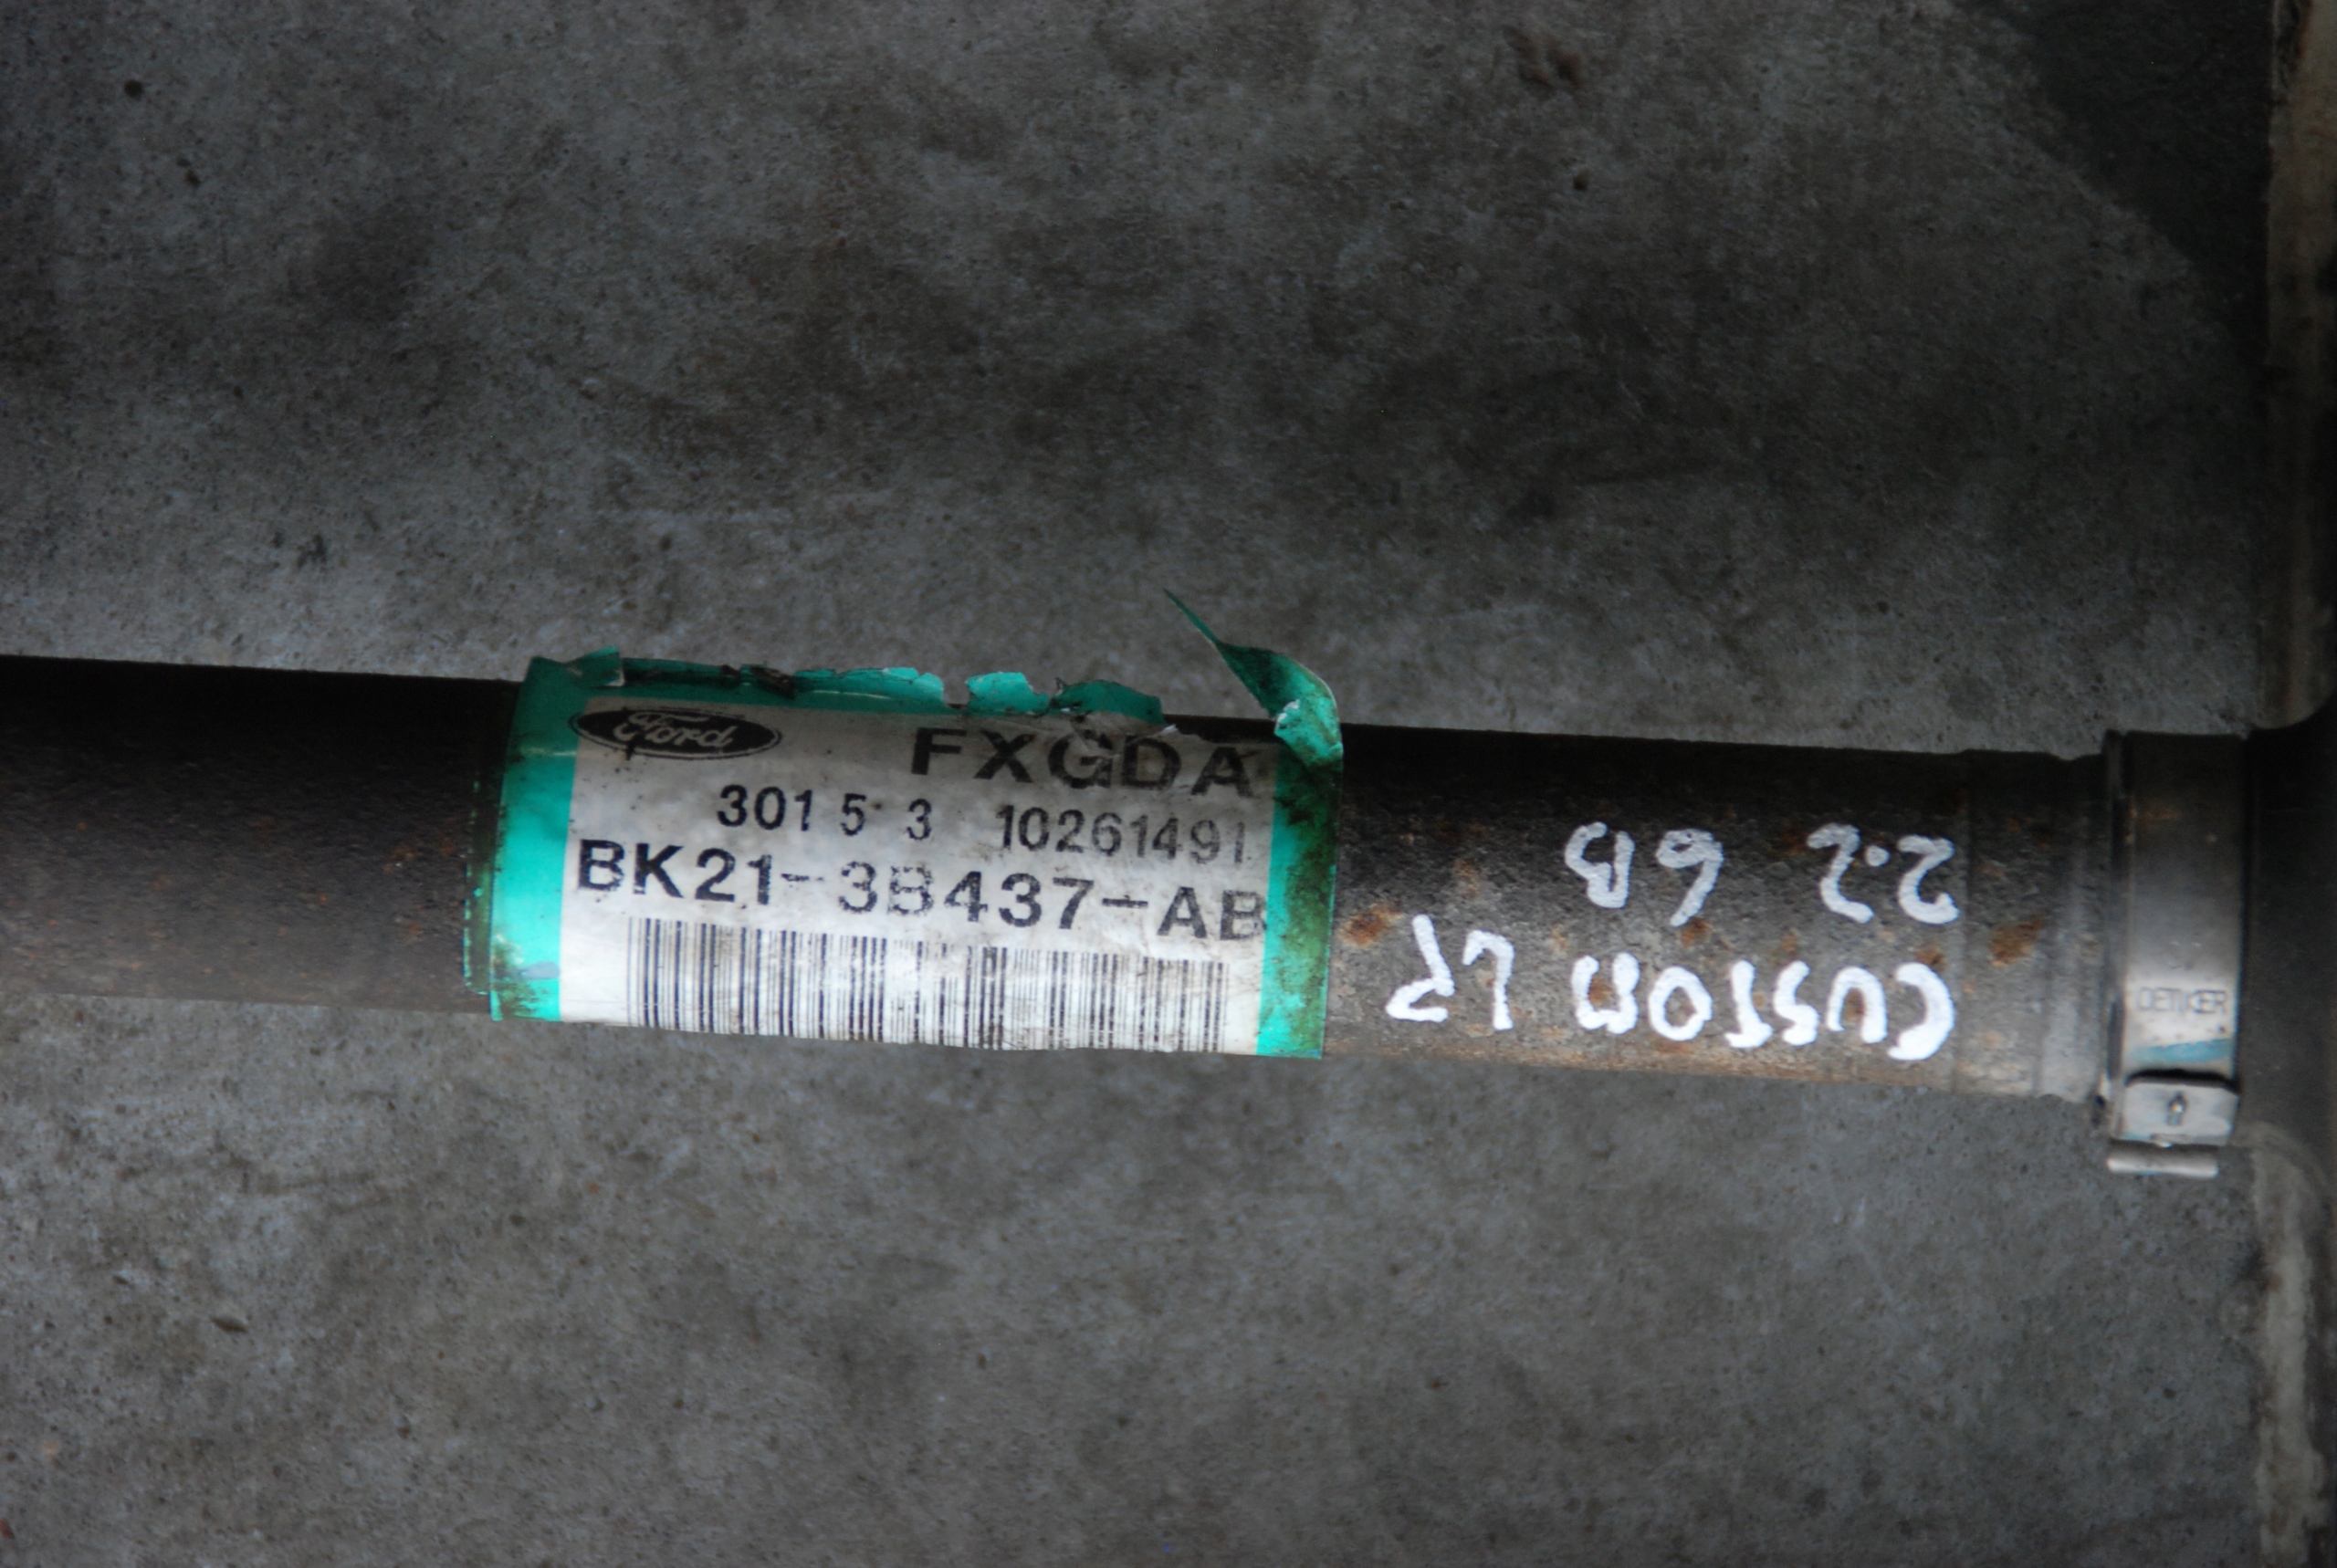 Ford
FXGDA
301 5 3 10261491
BK21-3B437-AB
CUSTOM LP
2.2 6B
OETIKER